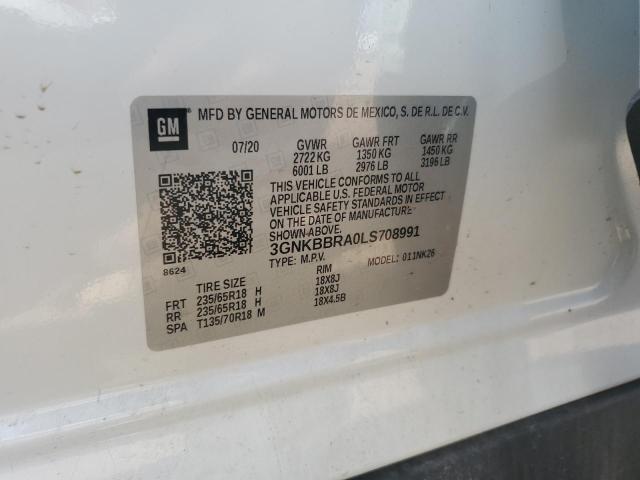 GM
MFD BY GENERAL MOTORS DE MEXICO, S. DE R.L. DE C.V.
07/20 GVWR GAWR FRT GAWR RR
2722 KG 1350 KG 1450 KG
6001 LB 2976 LB 3196 LB
THIS VEHICLE CONFORMS TO ALL
APPLICABLE U.S. FEDERAL MOTOR
VEHICLE SAFETY STANDARDS IN EFFECT
ON THE DATE OF MANUFACTURE
SHOWN ABOVE.
3GNKBBRA0LS708991
8624 TYPE: M.P.V. MODEL: 011NK26
TIRE SIZE RIM
FRT 235/65R18 H 18X8J
RR 235/65R18 H 18X8J
SPA T135/70R18 M 18X4.5B